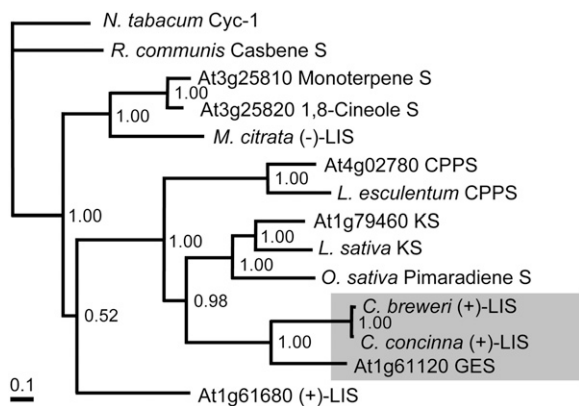 N. tabacum Cyc-1
R. communis Casbene S
At3g25810 Monoterpene S
1.00
1.00
At3g25820 1,8-Cineole S
M. citrata (-)-LIS
At4g02780 CPPS
1.00
L. esculentum CPPS
1.00
At1g79460 KS
1.00
1.00
L. sativa KS
1.00
O. sativa Pimaradiene S
0.98
C. breweri (+)-LIS
0.52
1.00
1.00
C. concinna (+)-LIS
At1g61120 GES
0.1
At1g61680 (+)-LIS